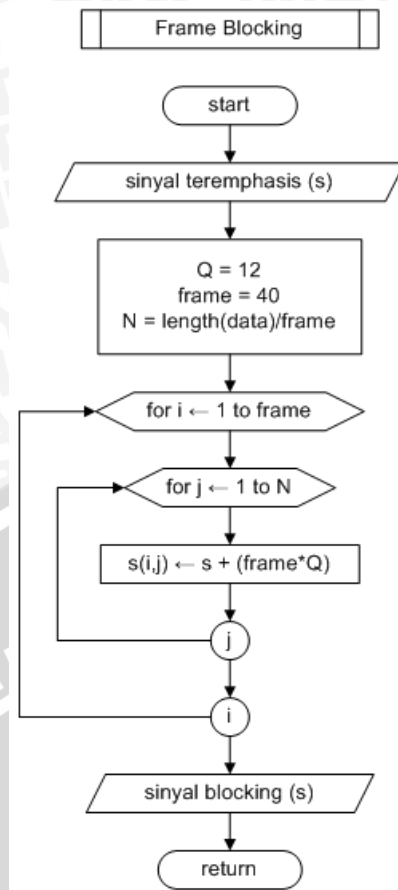 Frame Blocking
start
sinyal teremphasis (s)
Q = 12
frame = 40
N = length(data)/frame
for i ← 1 to frame
for j ← 1 to N
s(i,j) ← s + (frame*Q)
j
i
sinyal blocking (s)
return